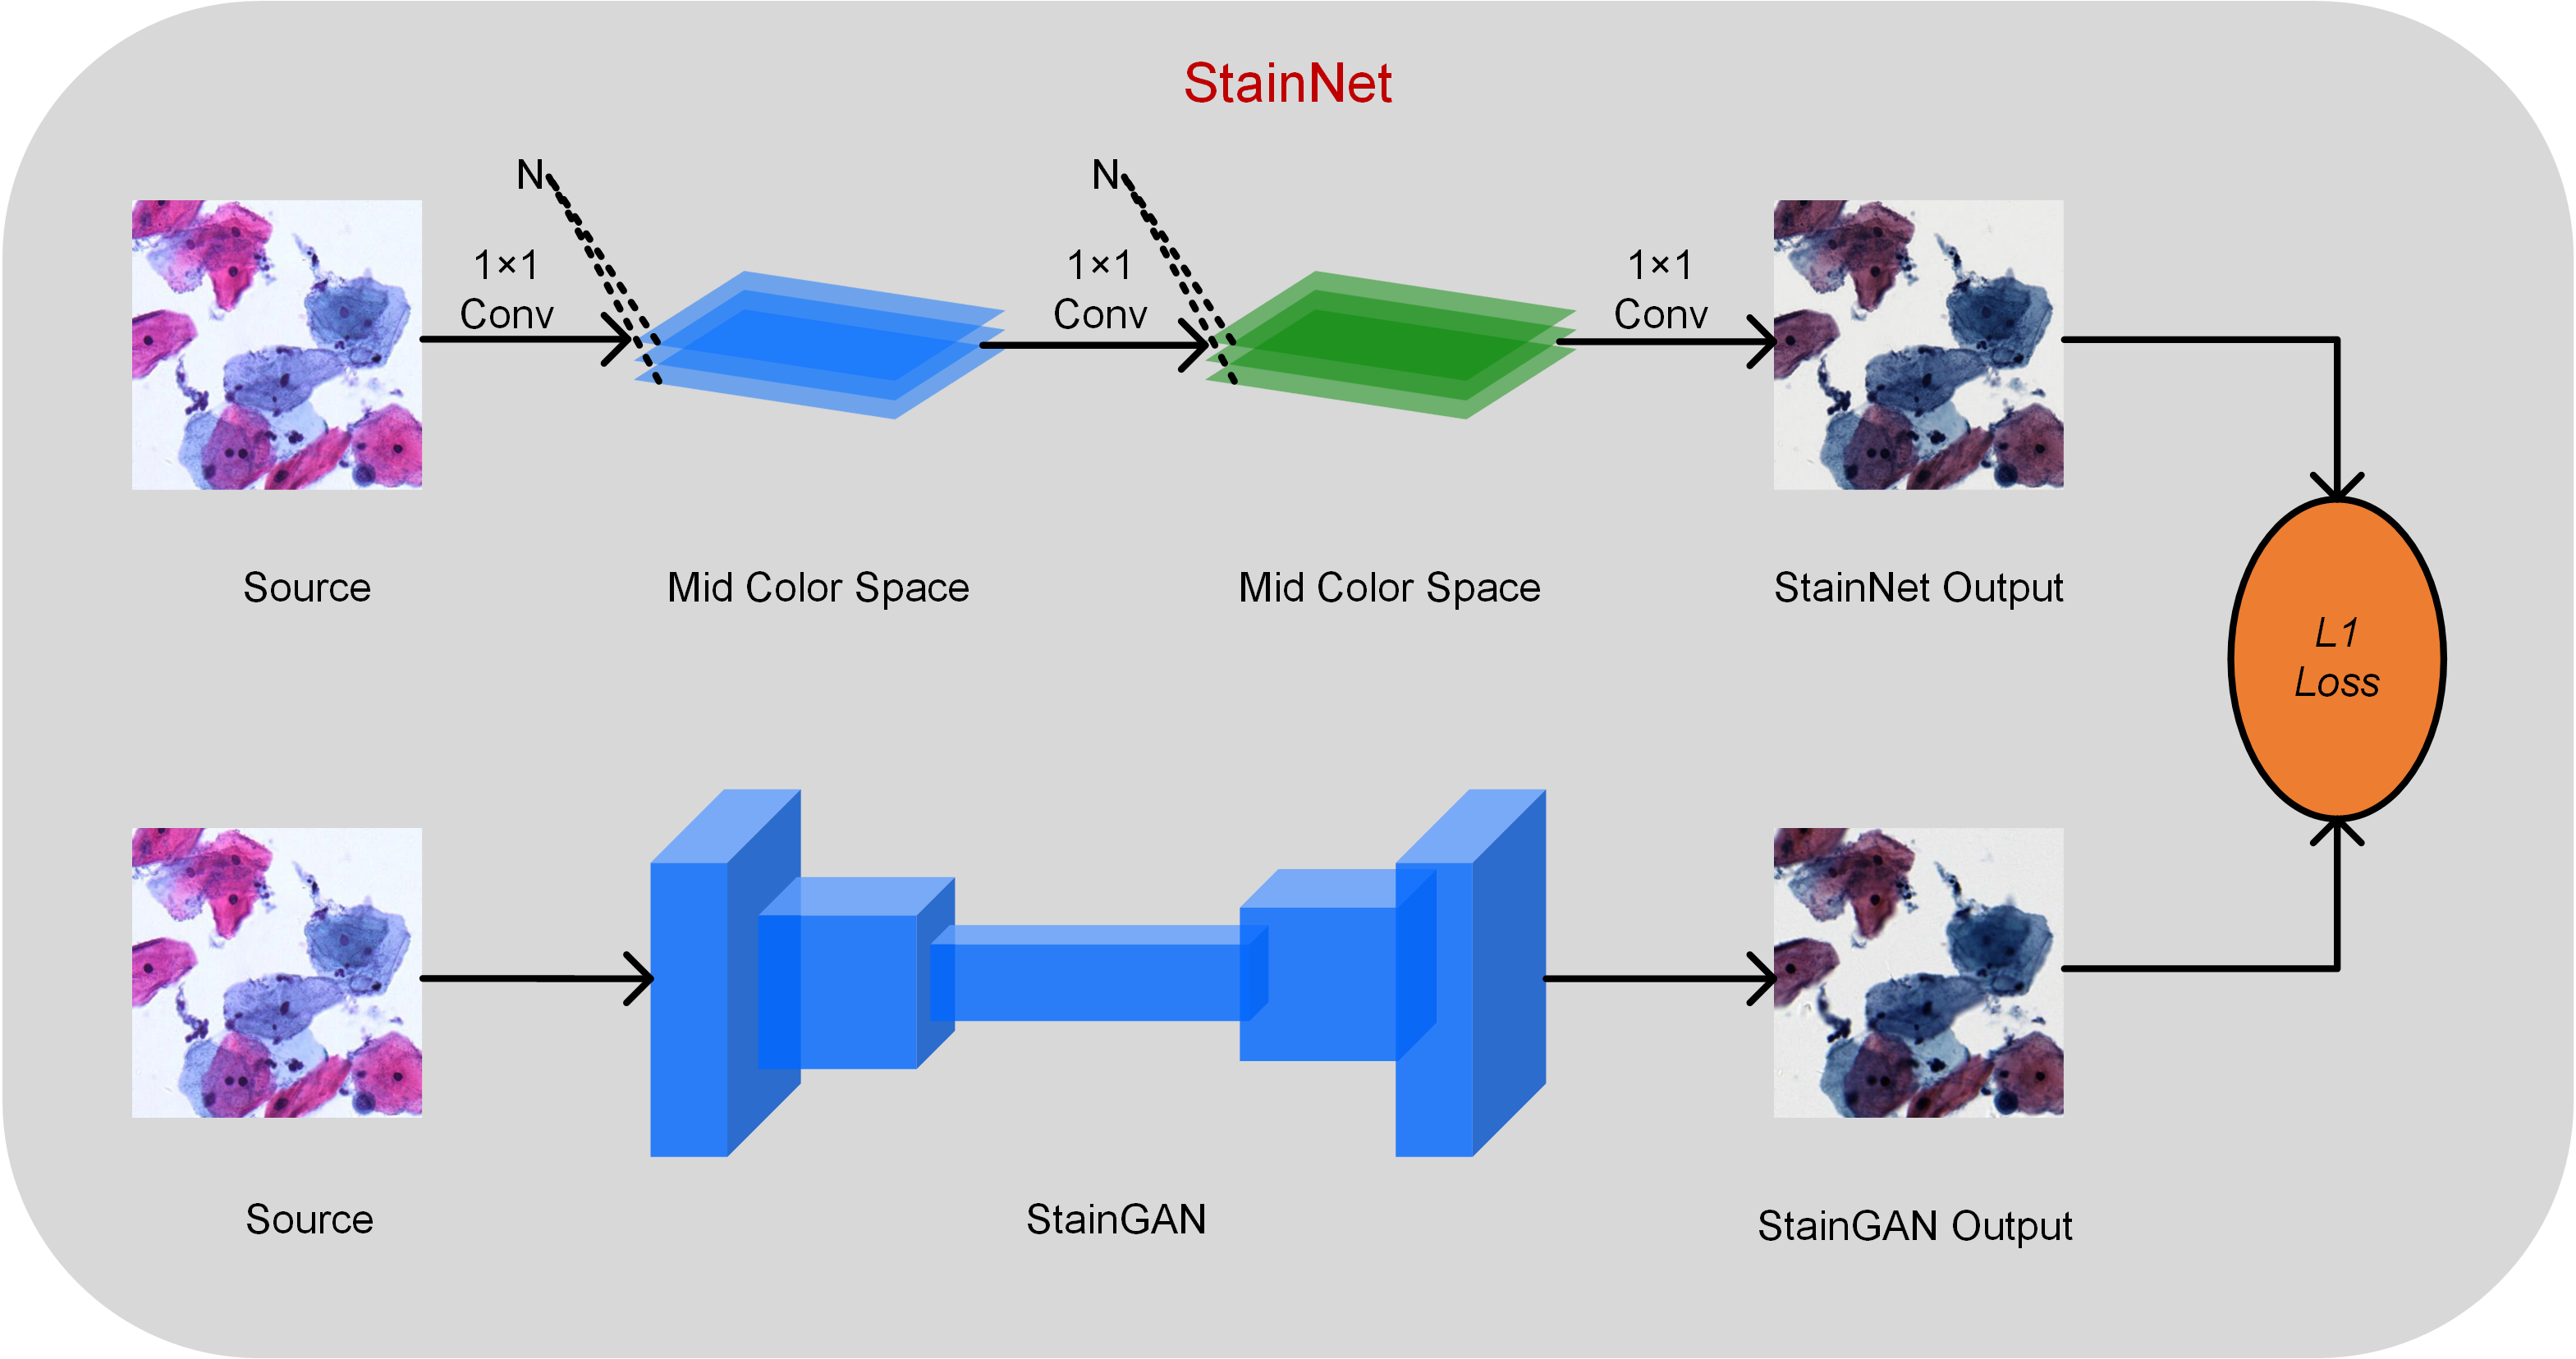 StainNet
N
N
1×1
Conv
1×1
Conv
1×1
Conv
Source
Mid Color Space
Mid Color Space
StainNet Output
L1
Loss
Source
StainGAN
StainGAN Output